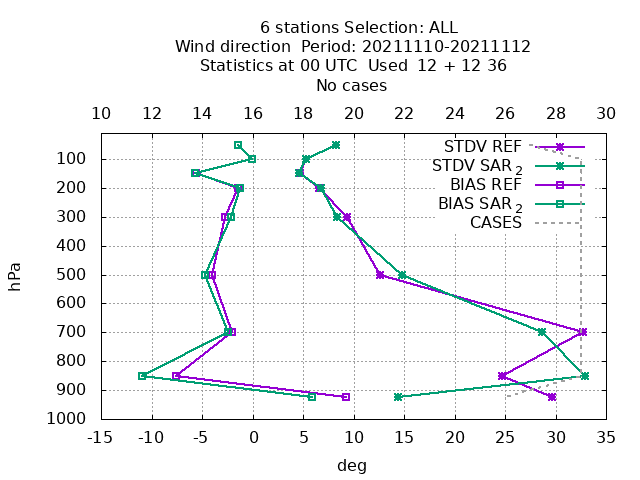 6 stations Selection: ALL
Wind direction  Period: 20211110-20211112
Statistics at 00 UTC  Used  12 + 12 36
No cases
10 12 14 16 18 20 22 24 26 28 30
STDV REF
STDV SAR 2
BIAS REF
BIAS SAR 2
CASES
hPa
100
200
300
400
500
600
700
800
900
1000
-15 -10 -5 0 5 10 15 20 25 30 35
deg